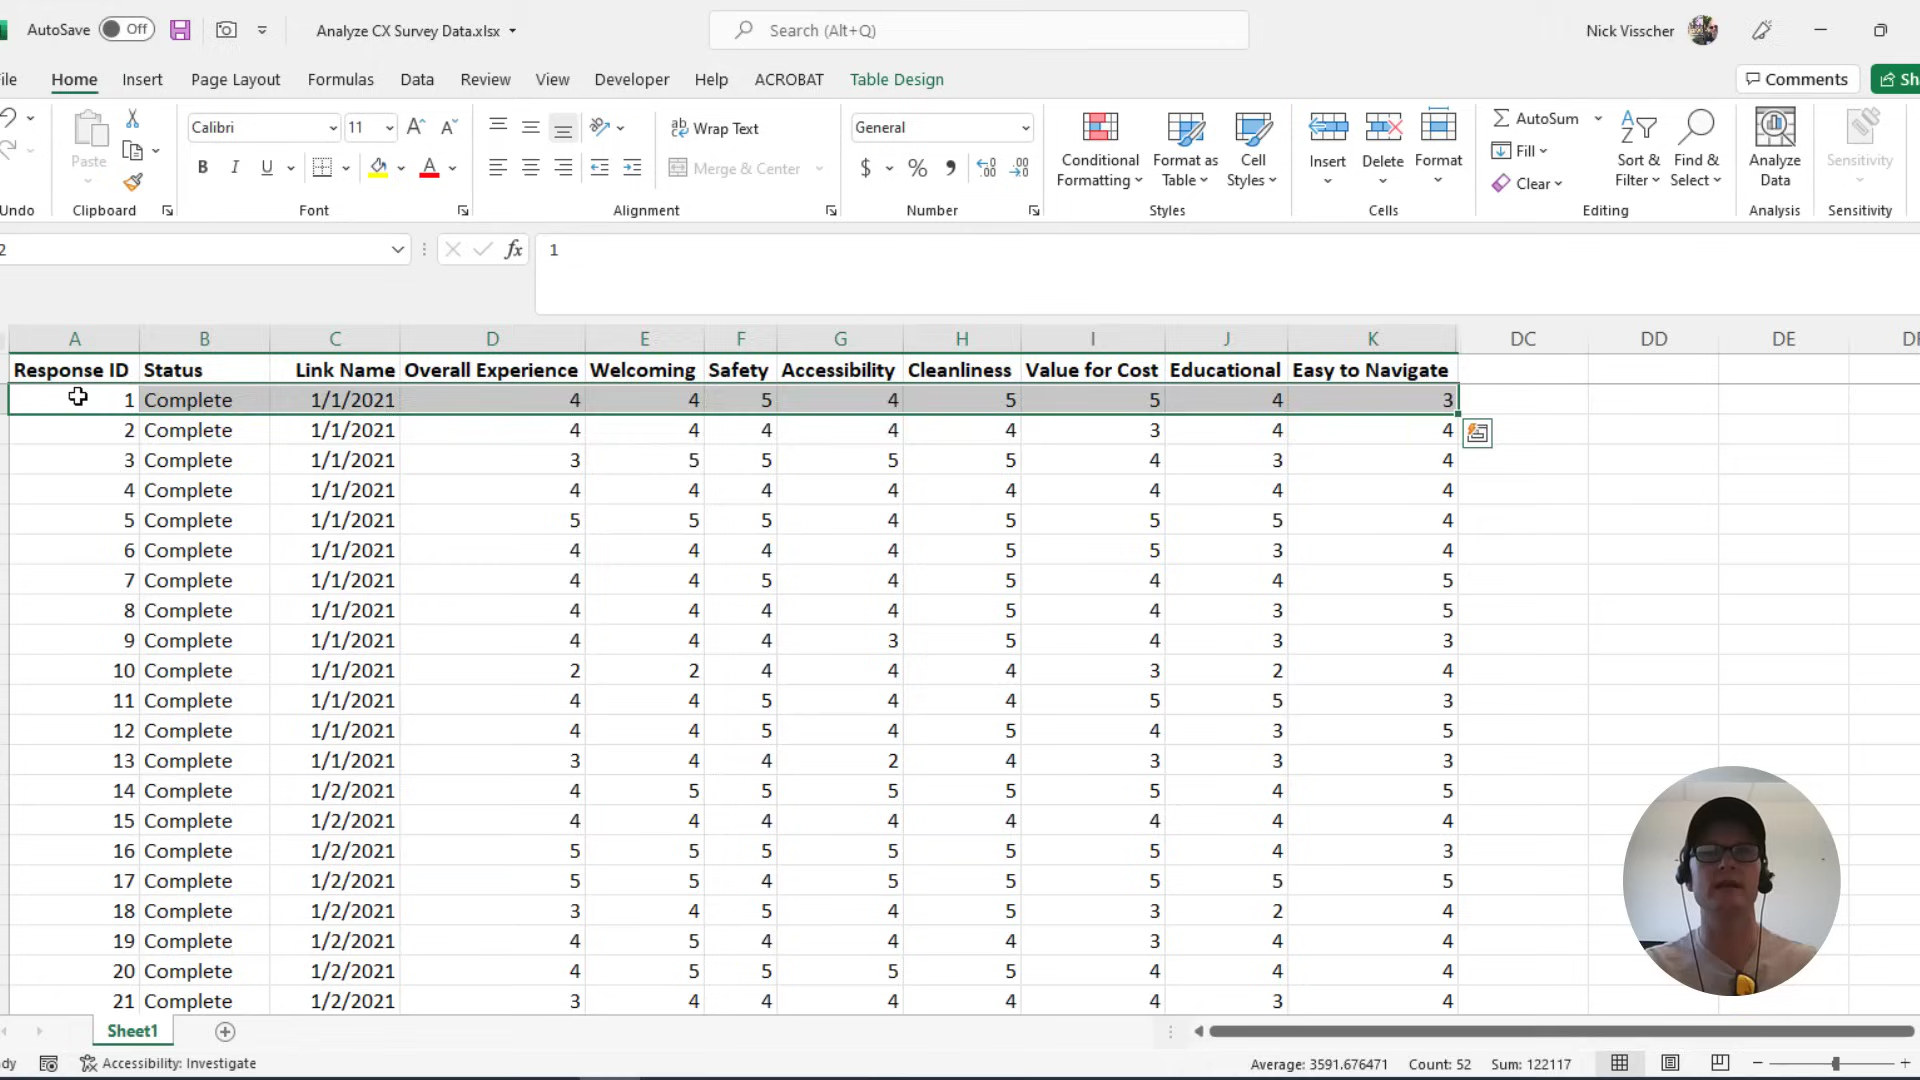 AutoSave Off Analyze CX Survey Data.xlsx Search (Alt+Q) Nick Visscher
ile Home Insert Page Layout Formulas Data Review View Developer Help ACROBAT Table Design Comments Sh
Calibri 11 Wrap Text General AutoSum
Paste Conditional Formatting Format as Table Cell Styles Insert Delete Format Fill Sort & Filter Find & Select Analyze Data Sensitivity
B I U Merge & Center $ % Clear
Undo Clipboard Font Alignment Number Styles Cells Editing Analysis Sensitivity
2 fx 1
A B C D E F G H I J K DC DD DE DF
Response ID Status Link Name Overall Experience Welcoming Safety Accessibility Cleanliness Value for Cost Educational Easy to Navigate
1 Complete 1/1/2021 4 4 5 4 5 5 4 3
2 Complete 1/1/2021 4 4 4 4 4 3 4 4
3 Complete 1/1/2021 3 5 5 5 5 4 3 4
4 Complete 1/1/2021 4 4 4 4 4 4 4 4
5 Complete 1/1/2021 5 5 5 4 5 5 5 4
6 Complete 1/1/2021 4 4 4 4 5 5 3 4
7 Complete 1/1/2021 4 4 5 4 5 4 4 5
8 Complete 1/1/2021 4 4 4 4 5 4 3 5
9 Complete 1/1/2021 4 4 4 3 5 4 3 3
10 Complete 1/1/2021 2 2 4 4 4 3 2 4
11 Complete 1/1/2021 4 4 5 4 4 5 5 3
12 Complete 1/1/2021 4 4 5 4 5 4 3 5
13 Complete 1/1/2021 3 4 4 2 4 3 3 3
14 Complete 1/2/2021 4 5 5 5 5 5 4 5
15 Complete 1/2/2021 4 4 4 4 4 4 4 4
16 Complete 1/2/2021 5 5 5 5 5 5 4 3
17 Complete 1/2/2021 5 5 4 5 5 5 5 5
18 Complete 1/2/2021 3 4 5 4 5 3 2 4
19 Complete 1/2/2021 4 5 4 4 4 3 4 4
20 Complete 1/2/2021 4 5 5 5 5 4 4 4
21 Complete 1/2/2021 3 4 4 4 4 4 3 4
Sheet1
dy Accessibility: Investigate Average: 3591.676471 Count: 52 Sum: 122117